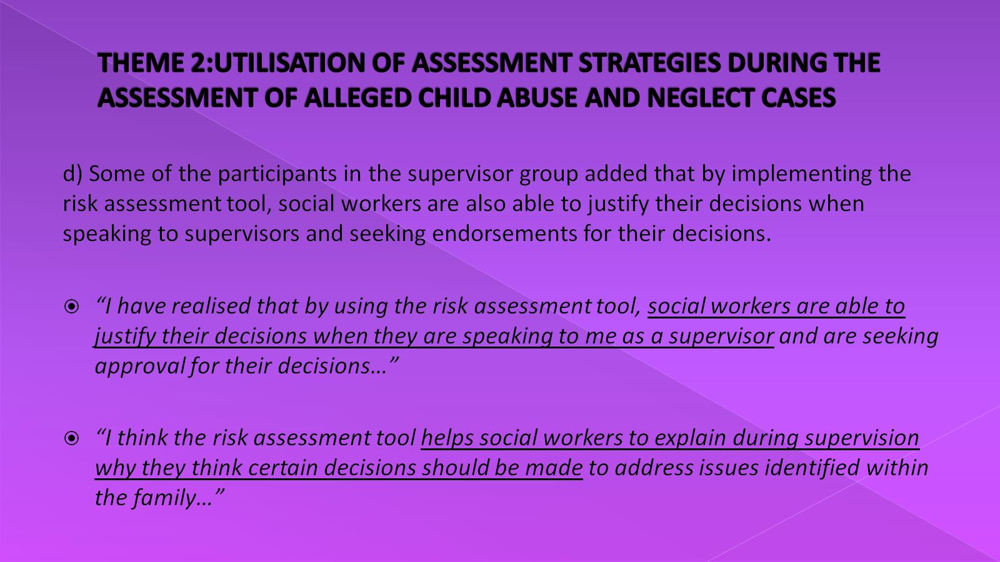 THEME 2:UTILISATION OF ASSESSMENT STRATEGIES DURING THE
ASSESSMENT OF ALLEGED CHILD ABUSE AND NEGLECT CASES
d) Some of the participants in the supervisor group added that by implementing the
risk assessment tool, social workers are also able to justify their decisions when
speaking to supervisors and seeking endorsements for their decisions.
“I have realised that by using the risk assessment tool, social workers are able to
justify their decisions when they are speaking to me as a supervisor and are seeking
approval for their decisions…”
“I think the risk assessment tool helps social workers to explain during supervision
why they think certain decisions should be made to address issues identified within
the family…”